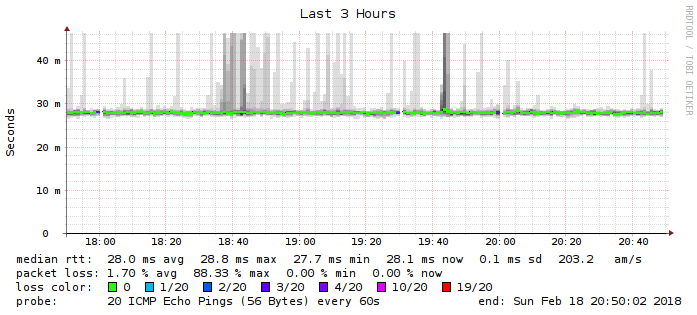 Last 3 Hours
RRDTOOL / TOBI OETIKER
Seconds
40 m
30 m
20 m
10 m
0
18:00 18:20 18:40 19:00 19:20 19:40 20:00 20:20 20:40
median rtt: 28.0 ms avg 28.8 ms max 27.7 ms min 28.1 ms now 0.1 ms sd 203.2 am/s
packet loss: 1.70 % avg 88.33 % max 0.00 % min 0.00 % now
loss color: 0 1/20 2/20 3/20 4/20 10/20 19/20
probe: 20 ICMP Echo Pings (56 Bytes) every 60s end: Sun Feb 18 20:50:02 2018